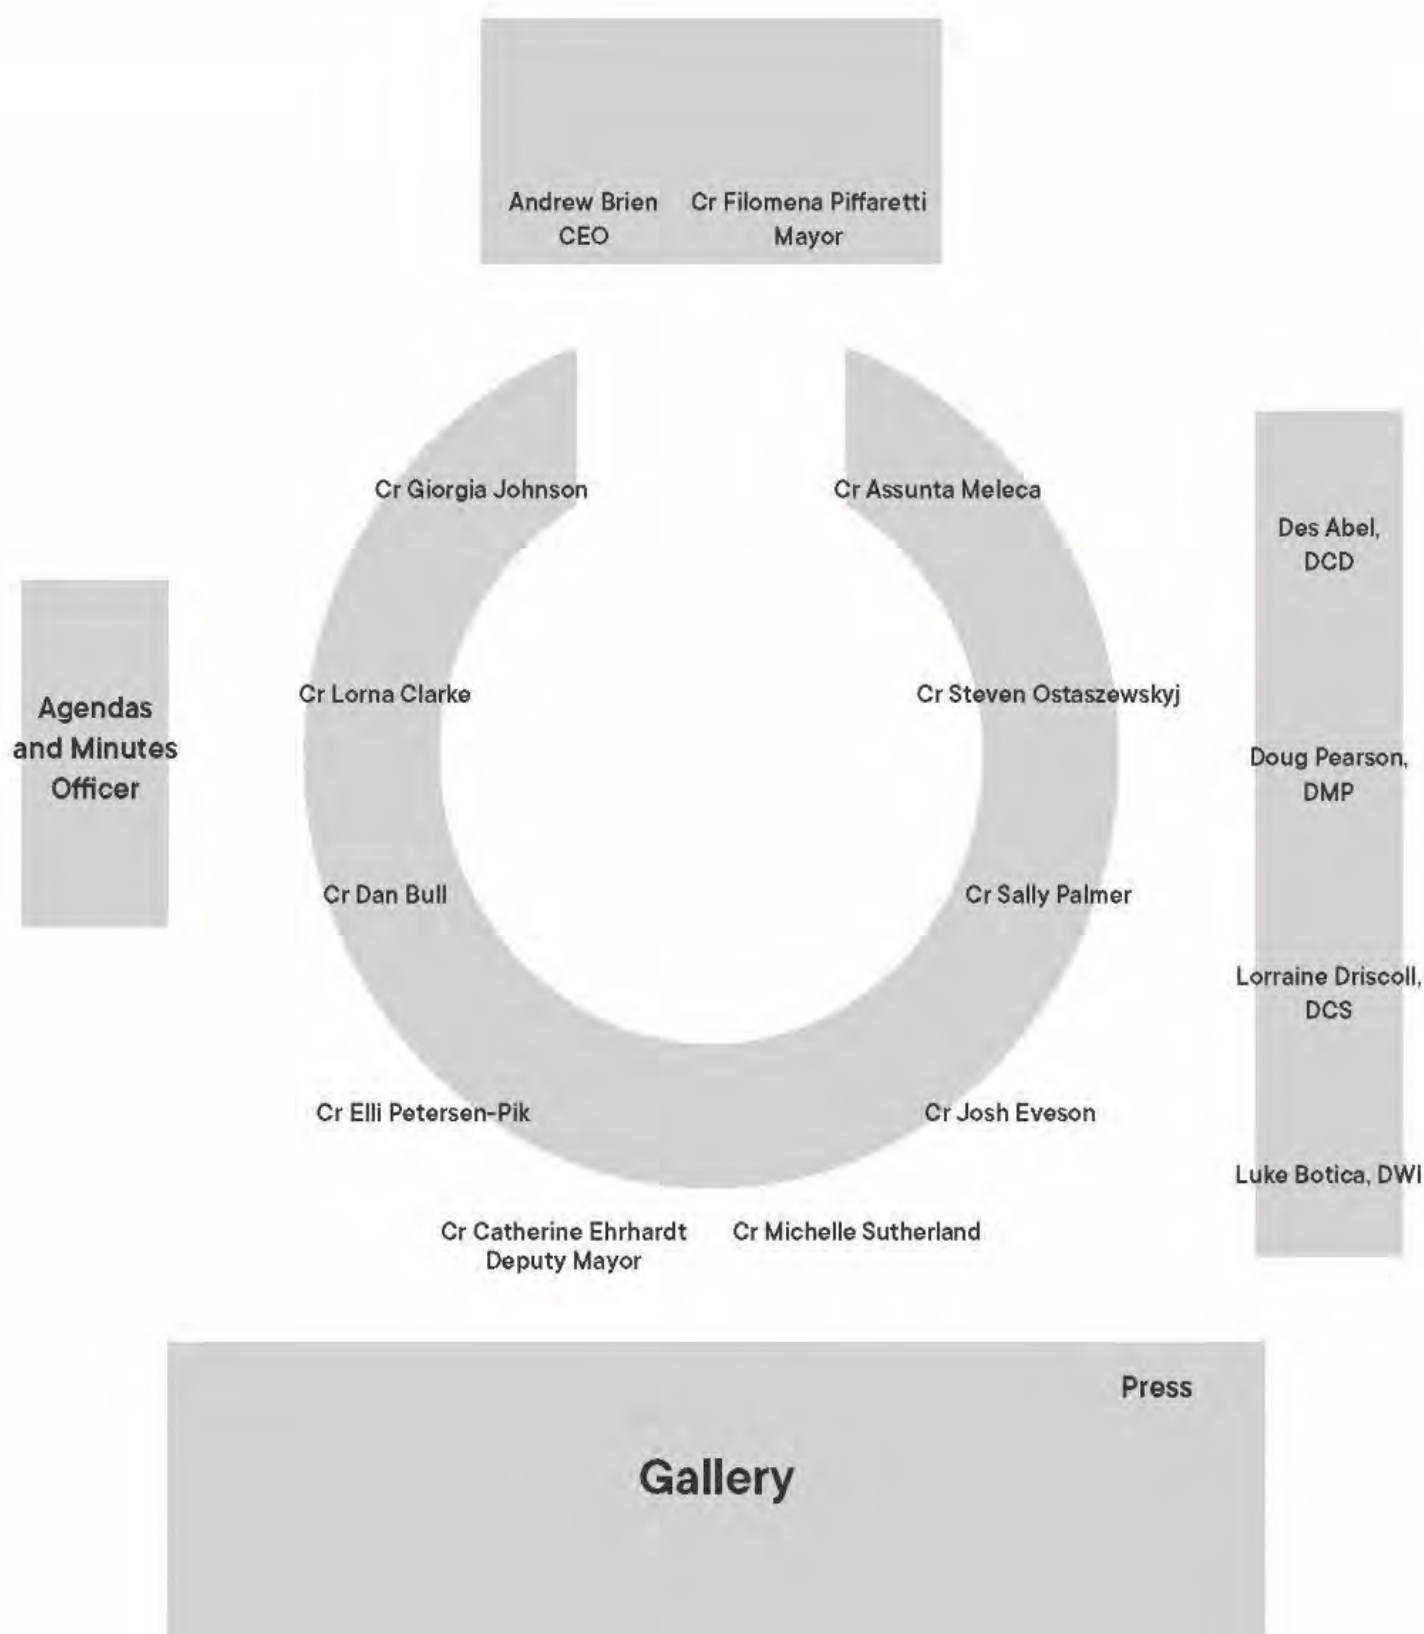 Andrew Brien
CEO
Cr Filomena Piffaretti
Mayor
Cr Giorgia Johnson
Cr Assunta Meleca
Des Abel,
DCD
Cr Lorna Clarke
Cr Steven Ostaszewskyj
Agendas
and Minutes
Officer
Doug Pearson,
DMP
Cr Dan Bull
Cr Sally Palmer
Lorraine Driscoll,
DCS
Cr Elli Petersen-Pik
Cr Josh Eveson
Luke Botica, DWI
Cr Catherine Ehrhardt
Deputy Mayor
Cr Michelle Sutherland
Press
Gallery